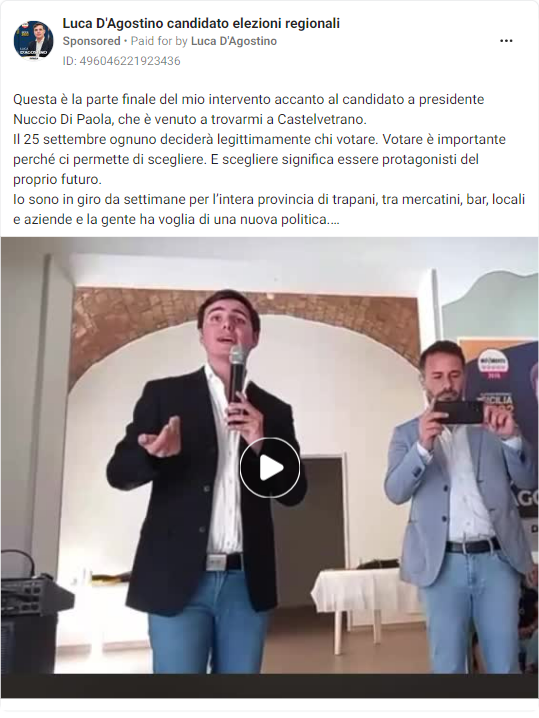 Luca D'Agostino candidato elezioni regionali
Sponsored • Paid for by Luca D'Agostino
ID: 496046221923436
Questa è la parte finale del mio intervento accanto al candidato a presidente
Nuccio Di Paola, che è venuto a trovarmi a Castelvetrano.
Il 25 settembre ognuno deciderà legittimamente chi votare. Votare è importante
perché ci permette di scegliere. E scegliere significa essere protagonisti del
proprio futuro.
Io sono in giro da settimane per l'intera provincia di trapani, tra mercatini, bar, locali
e aziende e la gente ha voglia di una nuova politica....